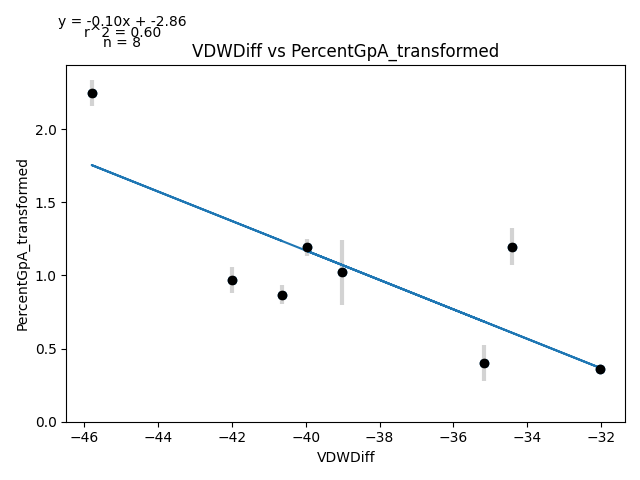 y = -0.10x + -2.86
r^2 = 0.60
n = 8
VDWDiff vs PercentGpA_transformed
PercentGpA_transformed
2.0
1.5
1.0
0.5
0.0
−46 −44 −42 −40 −38 −36 −34 −32
VDWDiff